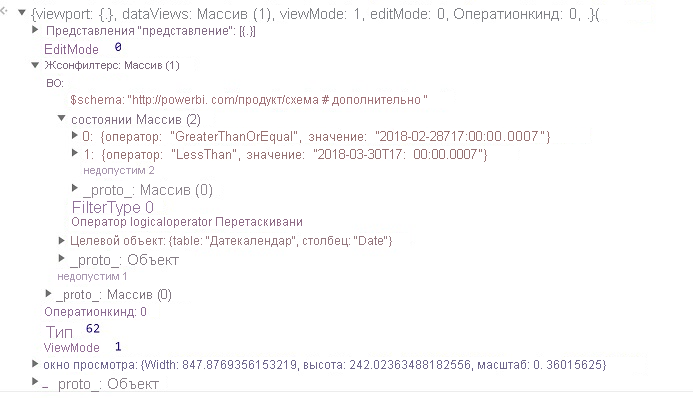 {viewport: {.}, dataViews: Массив (1), viewMode: 1, editMode: 0, Оператионкинд: 0, .}(
Представления "представление": [{.}]
EditMode 0
Жсонфилтерс: Массив (1)
ВО:
$schema: "http://powerbi. com/продукт/схема # дополнительно "
состоянии Массив (2)
0: {оператор: "GreaterThanOrEqual", значение: "2018-02-2817:00:00 .0007"}
1: {оператор: "LessThan", значение: "2018-03-30T17: 00:00.0007"}
недопустим 2
_proto_: Массив (0)
FilterType 0
Оператор logicaloperator Перетаскивани
Целевой объект: {table: "Датекалендар", столбец: "Date"}
_proto_: Объект
недопустим 1
_proto_: Массив (0)
Оператионкинд: 0
Тип 62
ViewMode 1
окно просмотра: {Width: 847.8769356153219, высота: 242.02363488182556, масштаб: 0. 36015625}
_ proto_: Объект